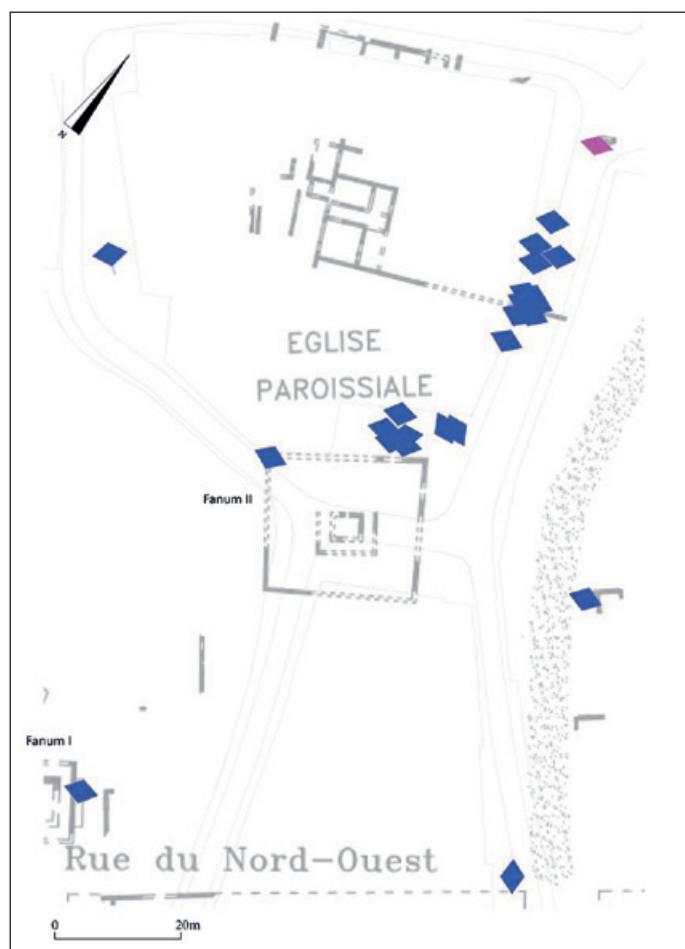 N
EGLISE
PAROISSIALE
Fanum II
Fanum I
Rue du Nord-Ouest
0 20m